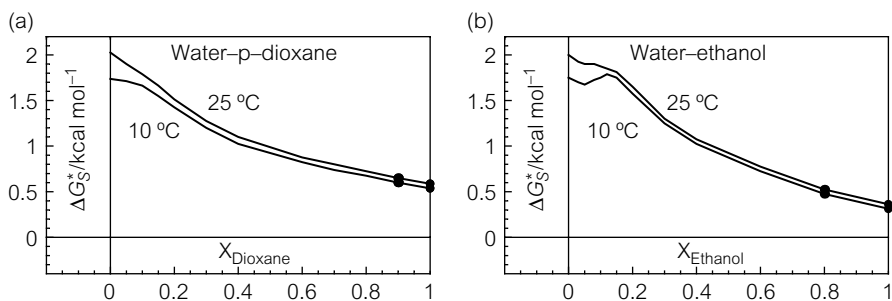 (a)
Water–p–dioxane
ΔG*S/kcal mol−1
2
1.5
1
0.5
0
25 ºC
10 ºC
XDioxane
0 0.2 0.4 0.6 0.8 1
(b)
Water–ethanol
ΔG*S/kcal mol−1
2
1.5
1
0.5
0
25 ºC
10 ºC
XEthanol
0 0.2 0.4 0.6 0.8 1